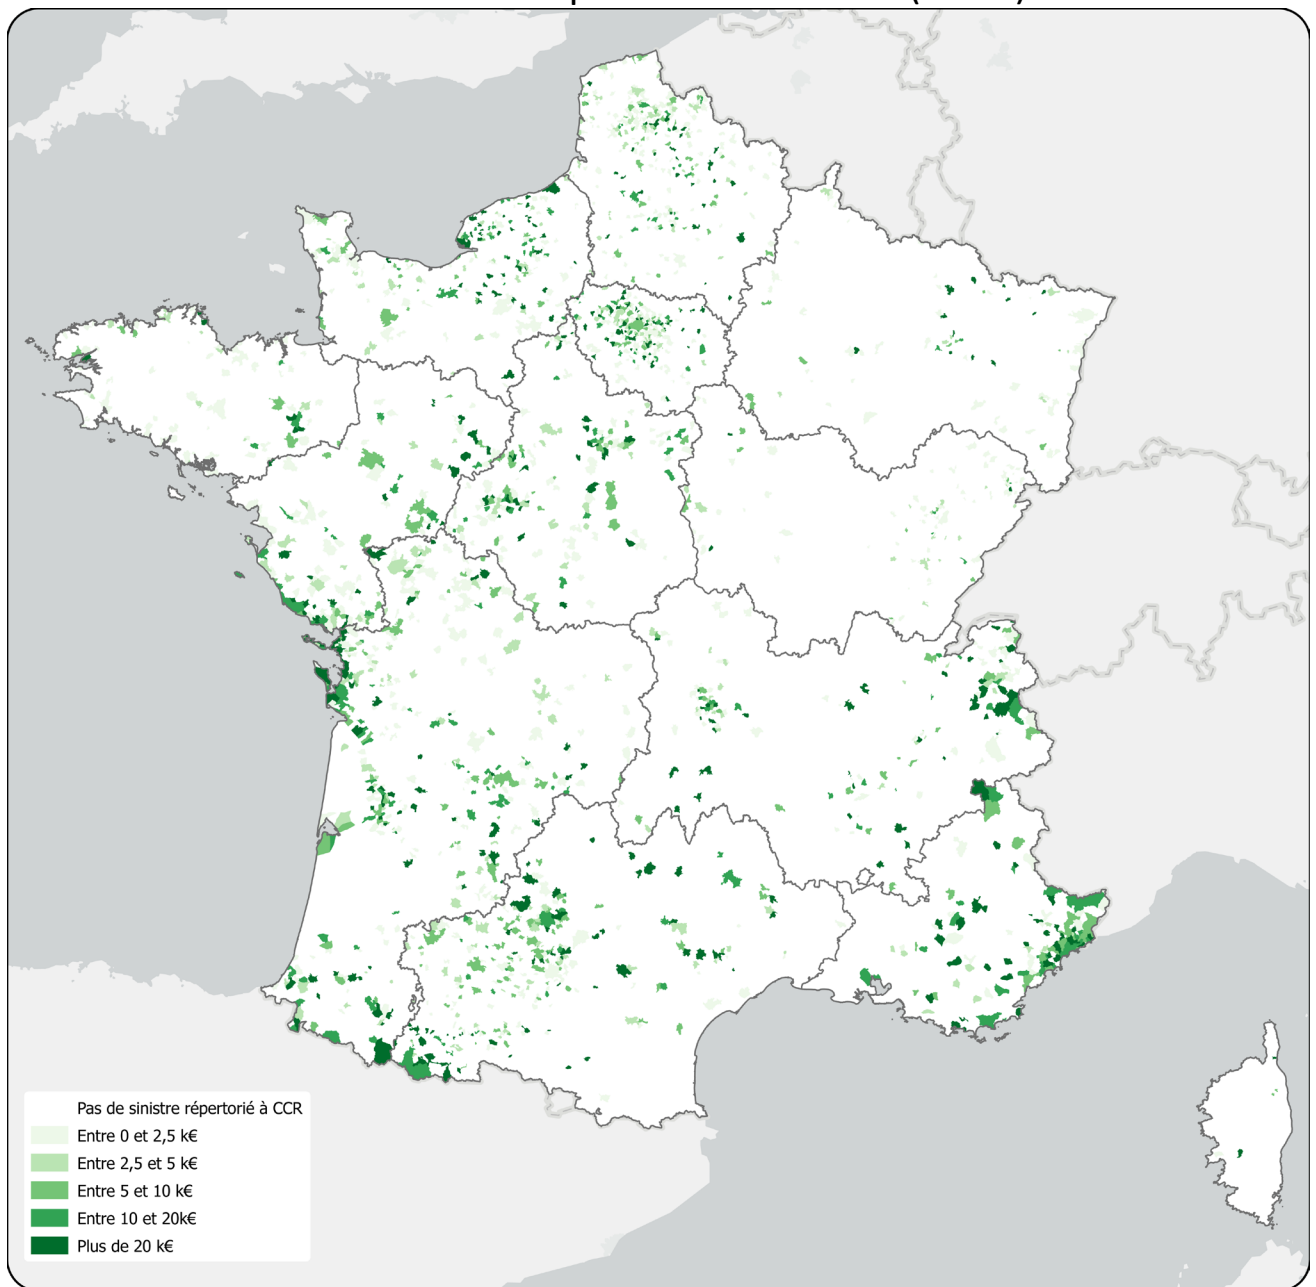 Pas de sinistre répertorié à CCR
Entre 0 et 2,5 k€
Entre 2,5 et 5 k€
Entre 5 et 10 k€
Entre 10 et 20k€
Plus de 20 k€